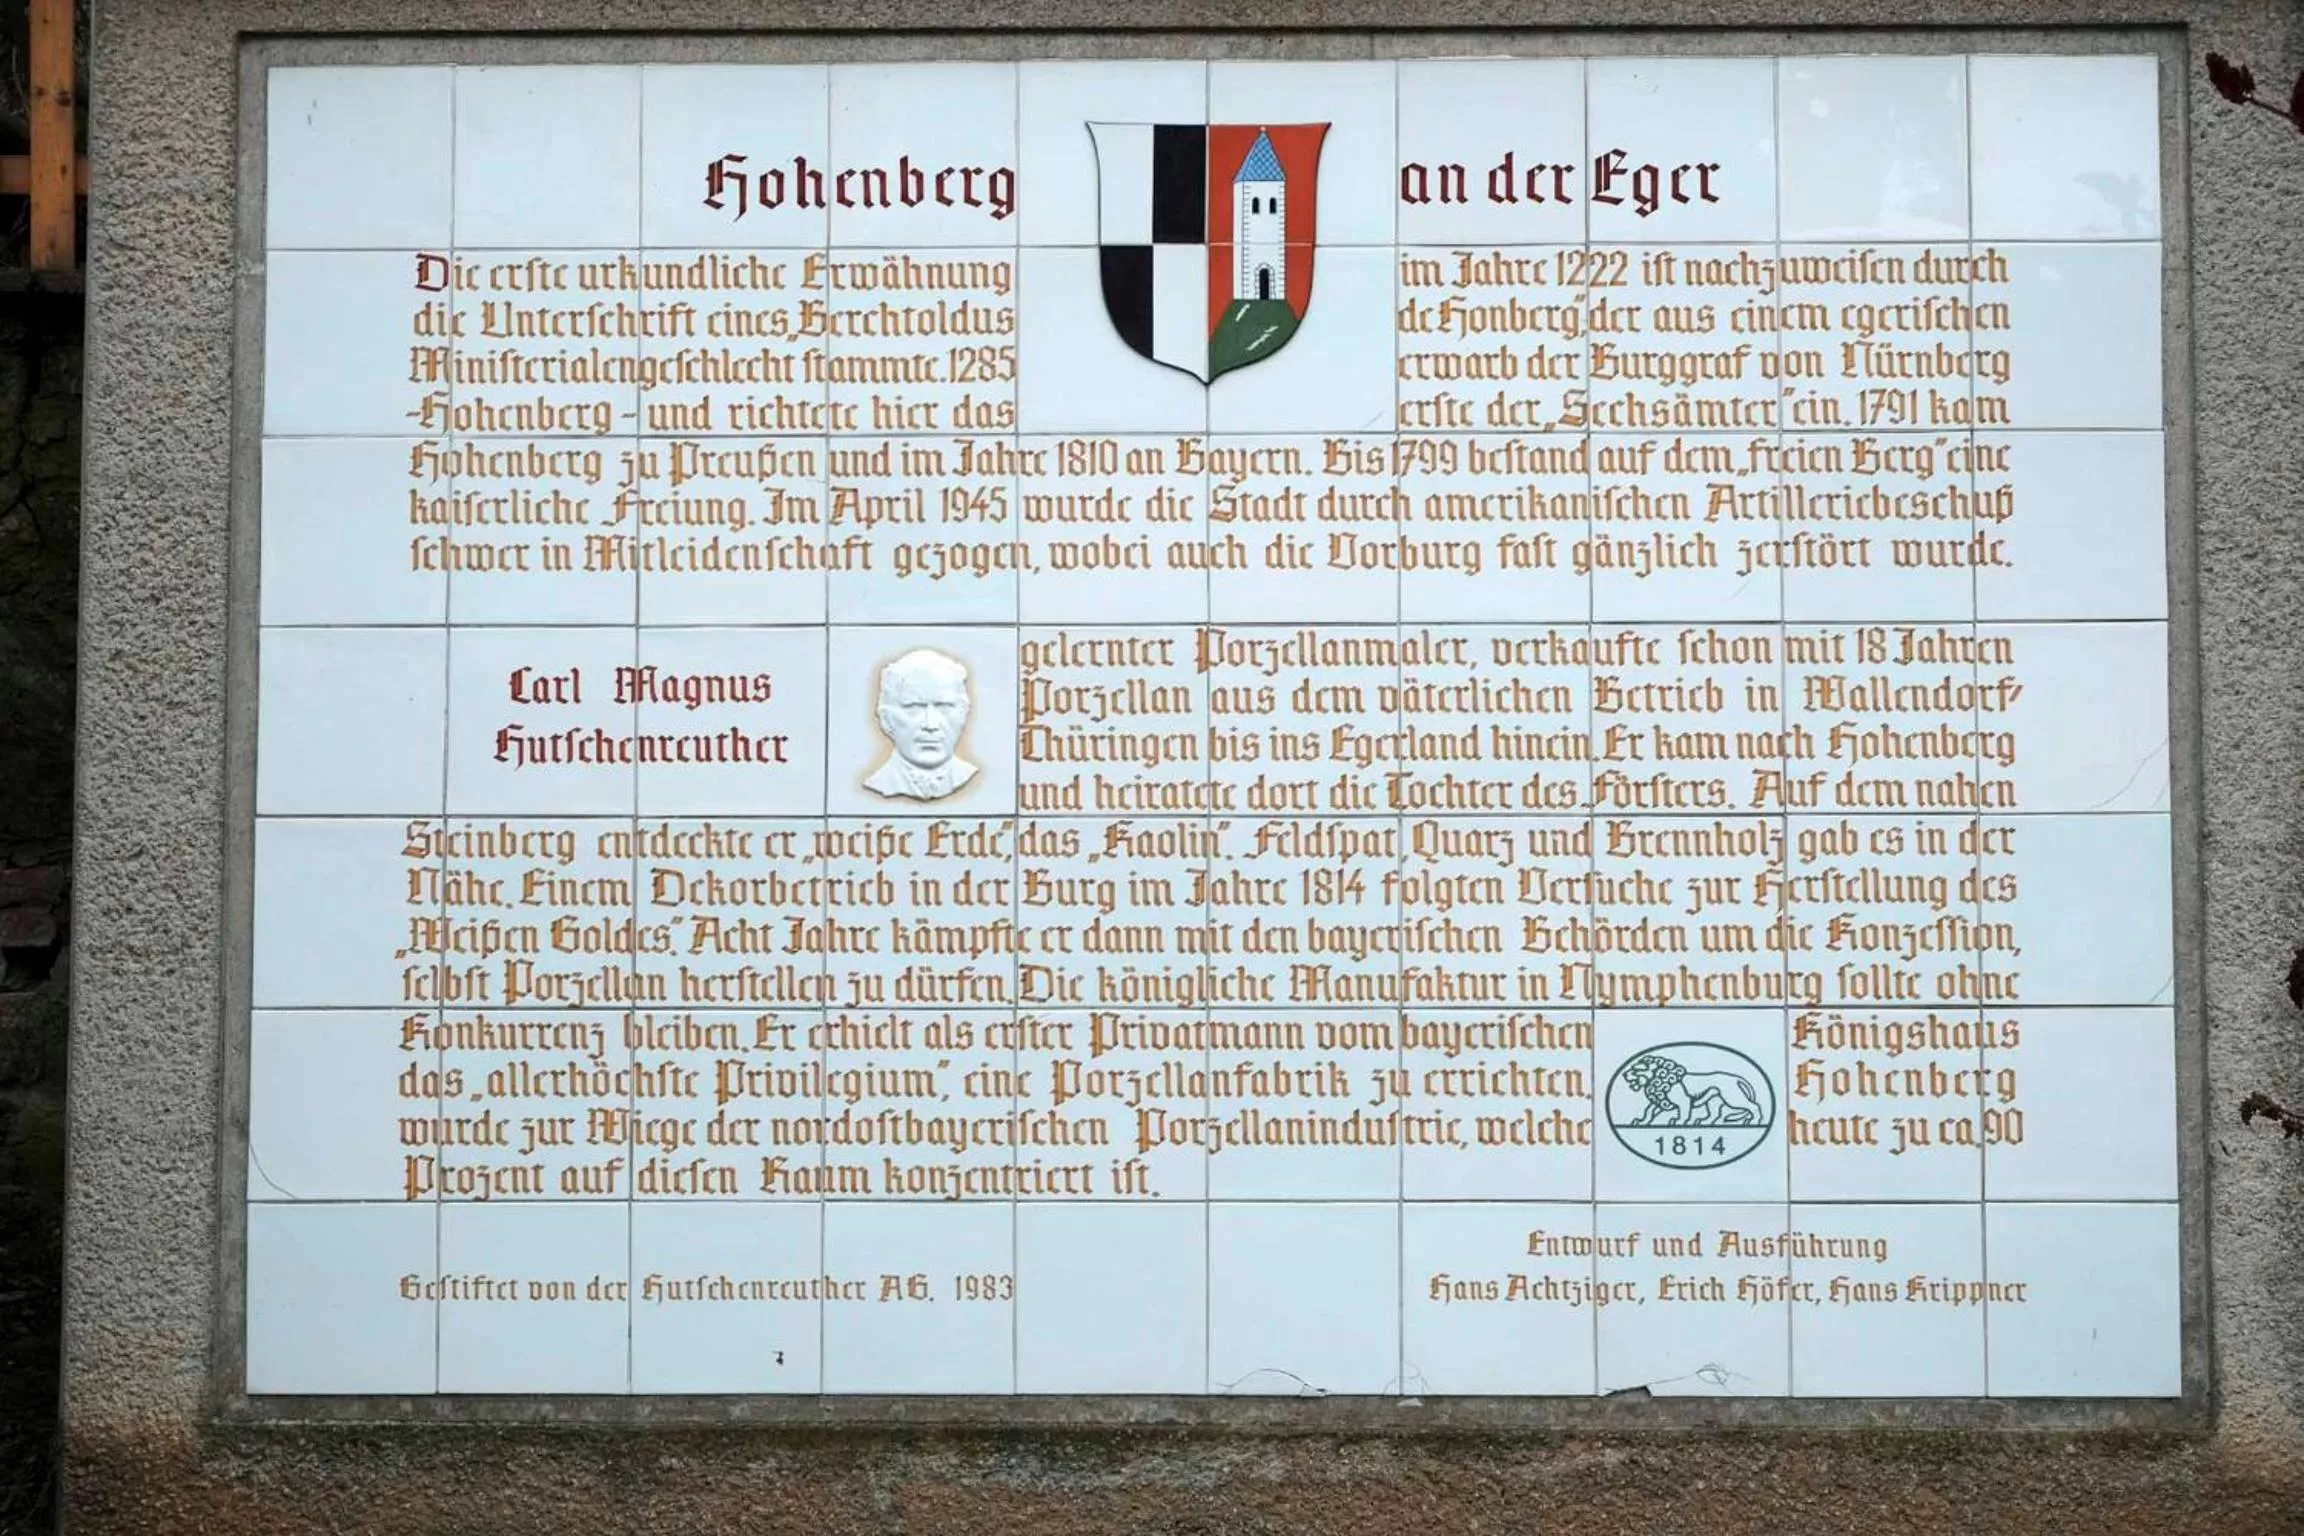 Hohenberg an der Eger
Die erste urkundliche Erwähnung im Jahre 1222 ist nachzuweisen durch
die Unterschrift eines „Berchtoldus de Honberg", der aus einem egerischen
Ministerialengeschlecht stammte. 1285 erwarb der Burggraf von Nürnberg
-Hohenberg- und richtete hier das erste der „Sechsämter" ein. 1791 kam
Hohenberg zu Preußen und im Jahre 1810 an Bayern. Bis 1799 bestand auf dem „freien Berg" eine
kaiserliche Freiung. Im April 1945 wurde die Stadt durch amerikanischen Artilleriebeschuß
schwer in Mitleidenschaft gezogen, wobei auch die Vorburg fast gänzlich zerstört wurde.
Carl Magnus
Hutschenreuther
gelernter Porzellanmaler, verkaufte schon mit 18 Jahren
Porzellan aus dem väterlichen Betrieb in Wallendorf/
Thüringen bis ins Egerland hinein. Er kam nach Hohenberg
und heiratete dort die Tochter des Försters. Auf dem nahen
Steinberg entdeckte er „weiße Erde", das „Kaolin". Feldspat, Quarz und Brennholz gab es in der
Nähe. Einem Dekorbetrieb in der Burg im Jahre 1814 folgten Versuche zur Herstellung des
„Weißen Goldes". Acht Jahre kämpfte er dann mit den bayerischen Behörden um die Konzession,
selbst Porzellan herstellen zu dürfen. Die königliche Manufaktur in Nymphenburg sollte ohne
Konkurrenz bleiben. Er erhielt als erster Privatmann vom bayerischen Königshaus
das „allerhöchste Privilegium", eine Porzellanfabrik zu errichten. Hohenberg
wurde zur Wiege der nordostbayerischen Porzellanindustrie, welche heute zu ca. 90
Prozent auf diesen Raum konzentriert ist.
1814
Gestiftet von der Hutschenreuther AG. 1983
Entwurf und Ausführung
Hans Achtziger, Erich Höfer, Hans Krippner